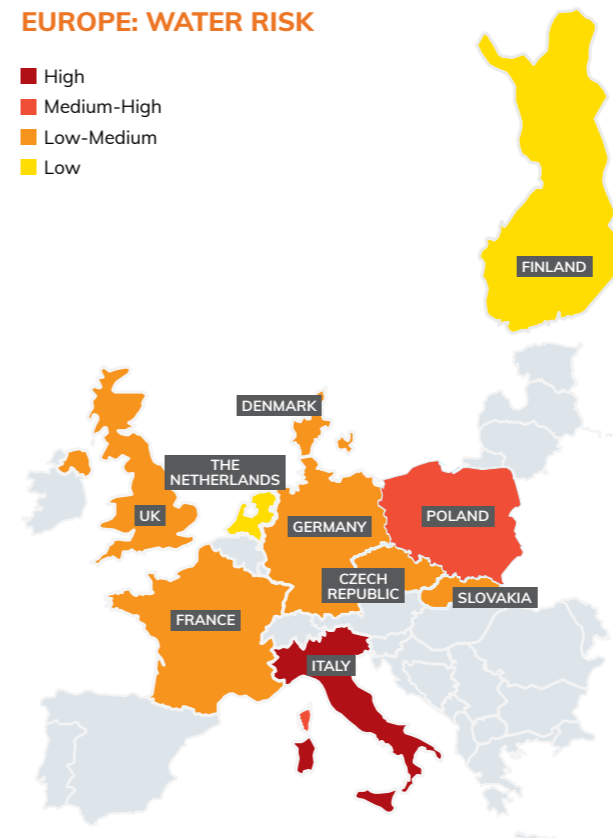 EUROPE: WATER RISK
High
Medium-High
Low-Medium
Low
FINLAND
DENMARK
THE
NETHERLANDS
UK
GERMANY
POLAND
CZECH
REPUBLIC
SLOVAKIA
FRANCE
ITALY